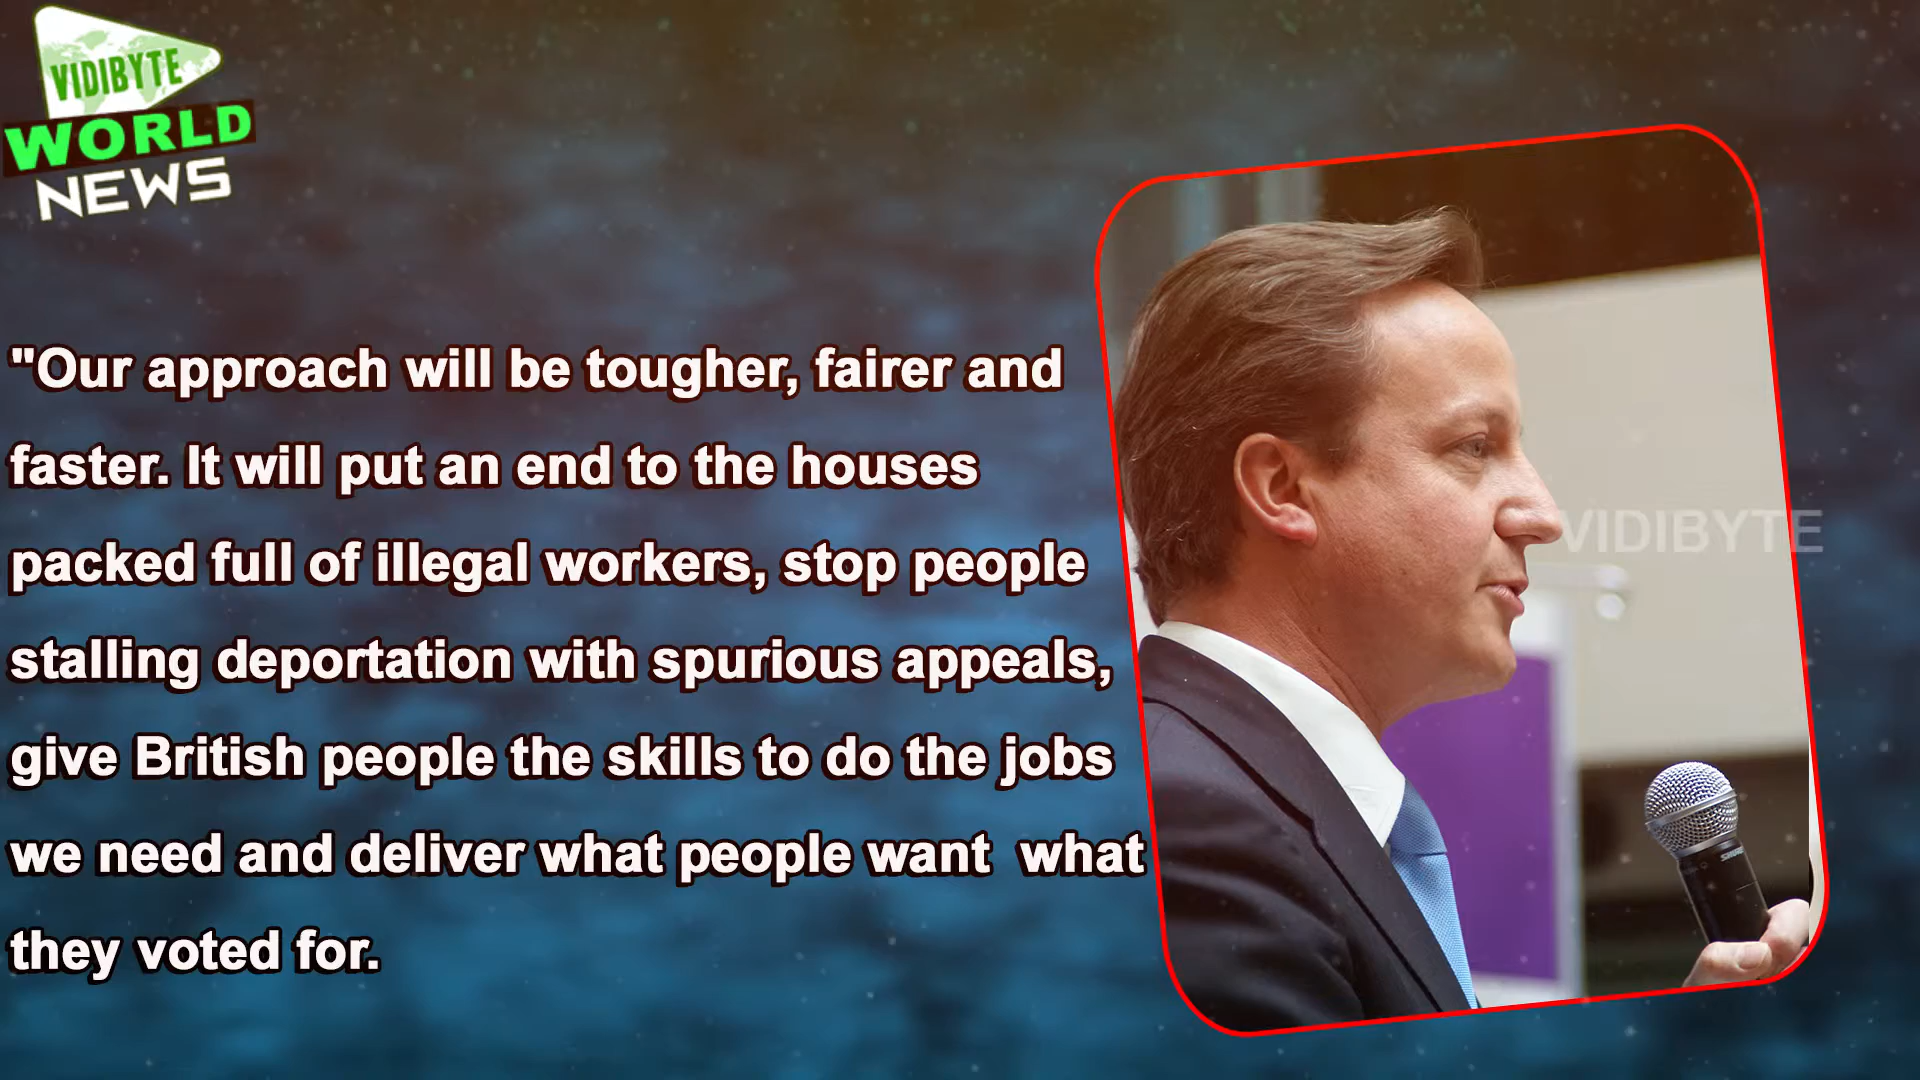 VIDIBYTE
WORLD
NEWS
"Our approach will be tougher, fairer and
faster. It will put an end to the houses
packed full of illegal workers, stop people
stalling deportation with spurious appeals,
give British people the skills to do the jobs
we need and deliver what people want  what
they voted for.
VIDIBYTE
SHURE